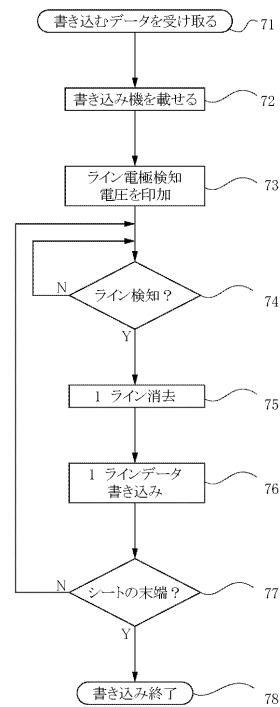 書き込むデータを受け取る
71
書き込み機を載せる
72
ライン電極検知
電圧を印加
73
ライン検知？
N
74
Y
1 ライン消去
75
1 ラインデータ
書き込み
76
シートの末端？
N
77
Y
書き込み終了
78